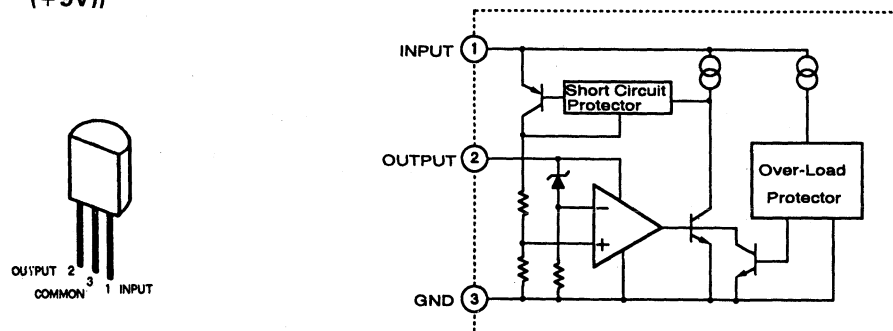 (+5V))
INPUT 1
Short Circuit
Protector
OUTPUT 2
Over-Load
Protector
GND 3
- 
+
OUTPUT 2
3
COMMON
1 INPUT